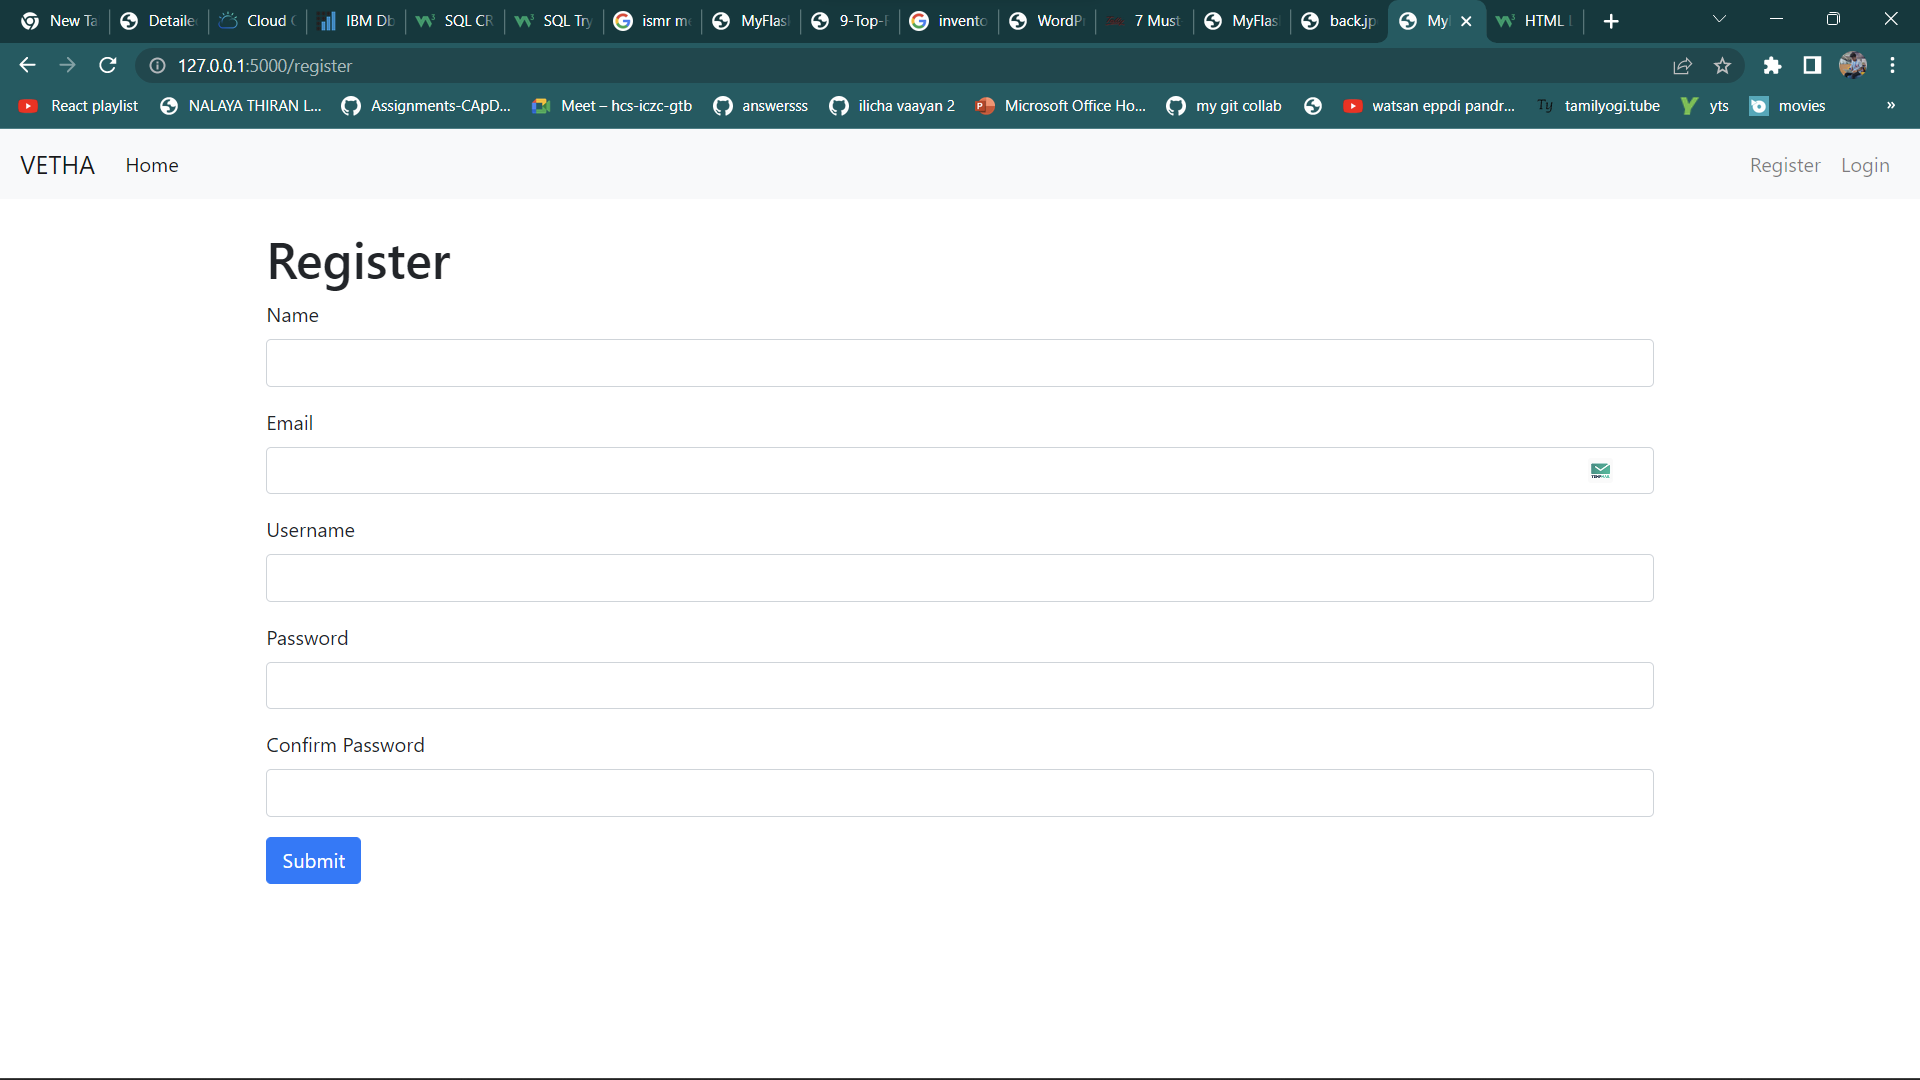 New Ta Detaile Cloud IBM Db SQL CR SQL Try ismr me MyFlas 9-Top-F invento WordP 7 Must MyFlas back.jp My HTML
127.0.0.1:5000/register
React playlist NALAYA THIRAN L... Assignments-CApD... Meet – hcs-iczc-gtb answersss ilicha vaayan 2 Microsoft Office Ho... my git collab watsan eppdi pandr... Ty tamilyogi.tube yts movies »
VETHA Home Register Login
Register
Name
Email
Username
Password
Confirm Password
Submit